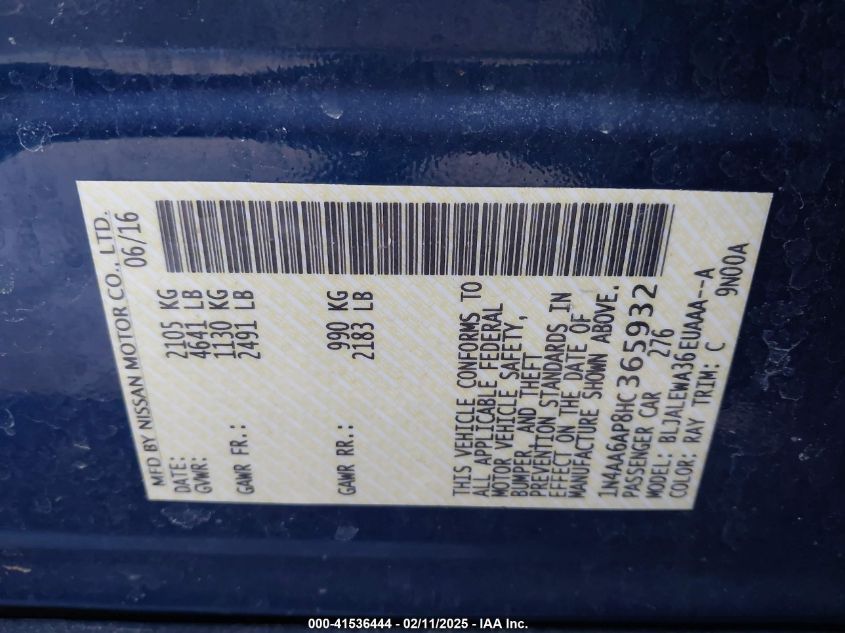 MFD BY NISSAN MOTOR CO., LTD.
DATE: 06/16
GVWR: 2105 KG
4641 LB
GAWR FR.: 1130 KG
2491 LB
GAWR RR.: 990 KG
2183 LB
THIS VEHICLE CONFORMS TO
ALL APPLICABLE FEDERAL
MOTOR VEHICLE SAFETY,
BUMPER, AND THEFT
PREVENTION STANDARDS IN
EFFECT ON THE DATE OF
MANUFACTURE SHOWN ABOVE.
1N4AA6AP8HC365932
PASSENGER CAR 276
MODEL: BLJALEWA36EUAAA--A
COLOR: RAY TRIM: C 9N00A
000-41536444 - 02/11/2025 - IAA Inc.